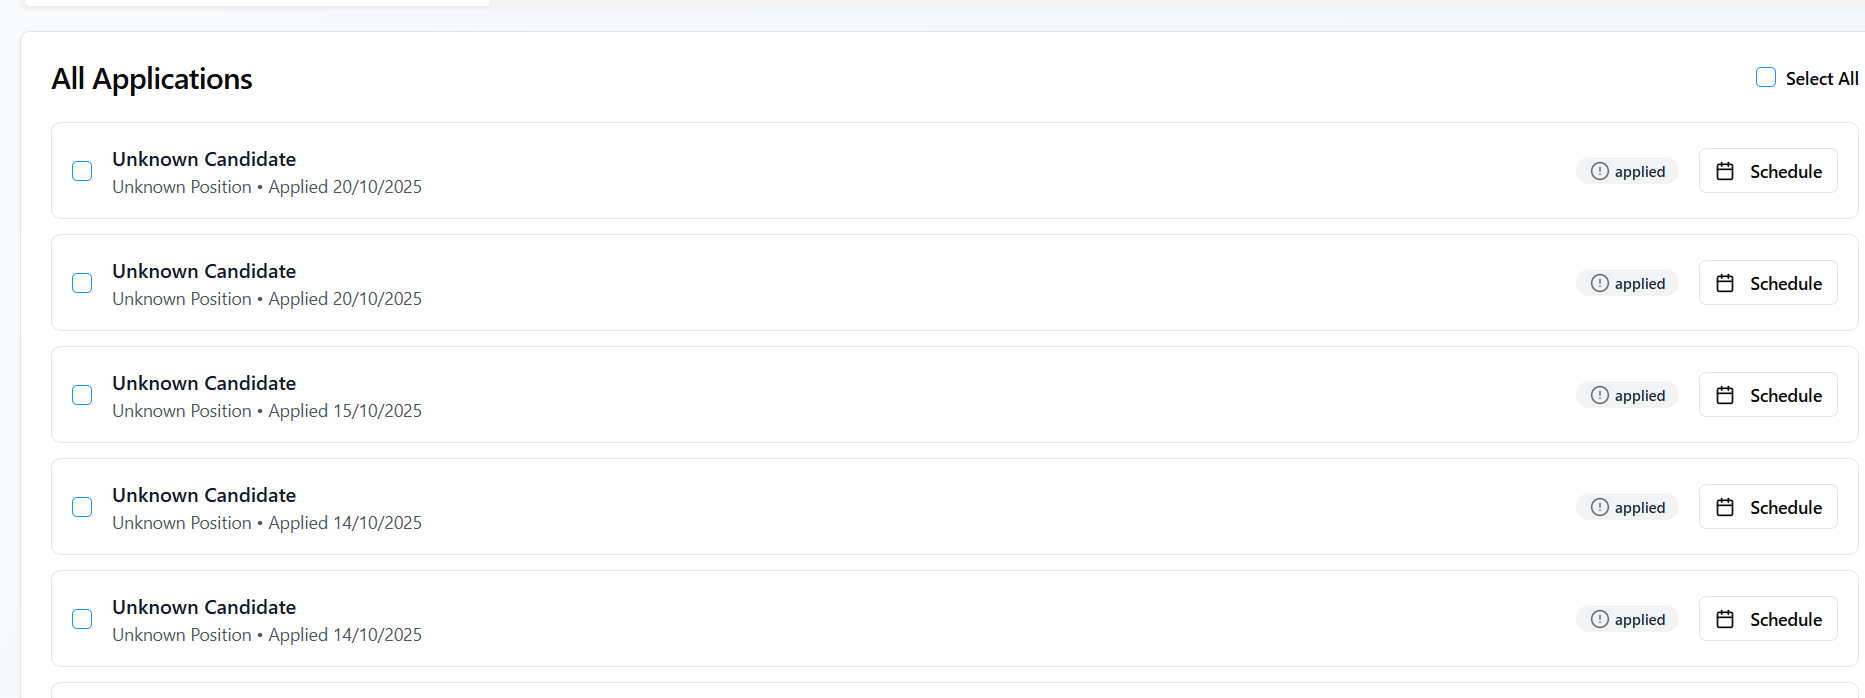 All Applications
Select All
Unknown Candidate
Unknown Position • Applied 20/10/2025
applied
Schedule
Unknown Candidate
Unknown Position • Applied 20/10/2025
applied
Schedule
Unknown Candidate
Unknown Position • Applied 15/10/2025
applied
Schedule
Unknown Candidate
Unknown Position • Applied 14/10/2025
applied
Schedule
Unknown Candidate
Unknown Position • Applied 14/10/2025
applied
Schedule